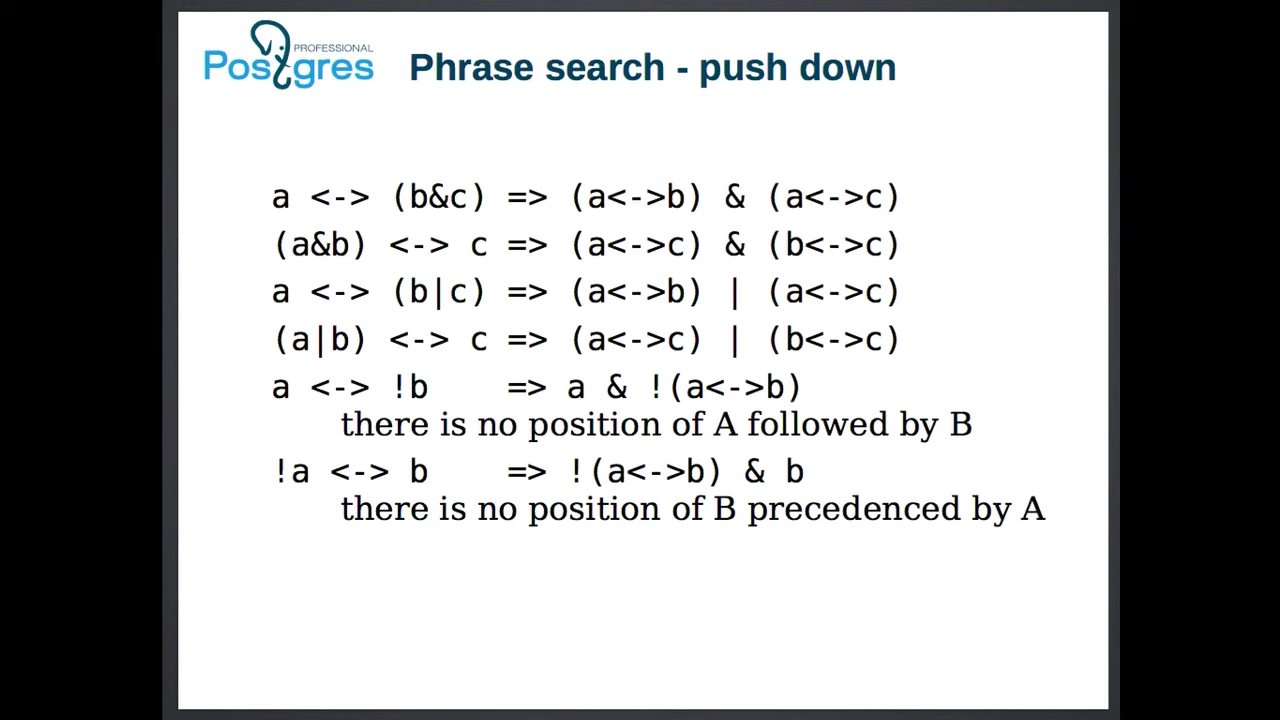 PROFESSIONAL
Postgres
Phrase search - push down
a <-> (b&c) => (a<->b) & (a<->c)
(a&b) <-> c => (a<->c) & (b<->c)
a <-> (b|c) => (a<->b) | (a<->c)
(a|b) <-> c => (a<->c) | (b<->c)
a <-> !b    => a & !(a<->b)
there is no position of A followed by B
!a <-> b    => !(a<->b) & b
there is no position of B precedenced by A